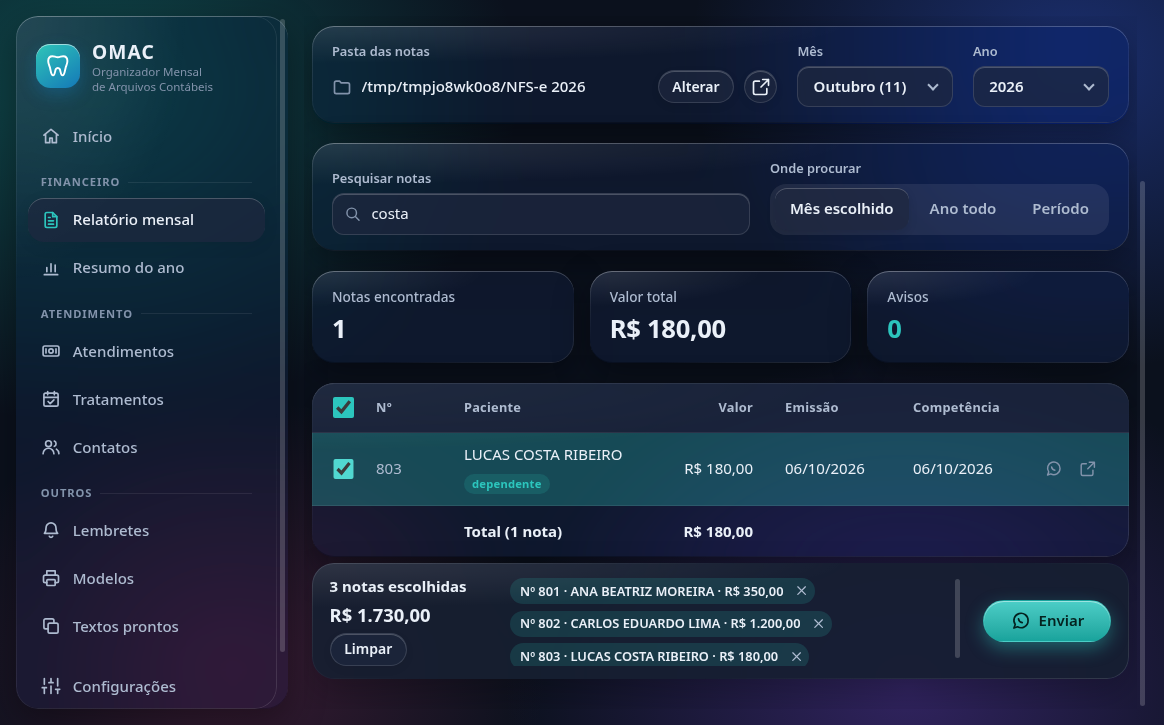 OMAC
Organizador Mensal
de Arquivos Contábeis
Início
FINANCEIRO
Relatório mensal
Resumo do ano
ATENDIMENTO
Atendimentos
Tratamentos
Contatos
OUTROS
Lembretes
Modelos
Textos prontos
Configurações
Pasta das notas
/tmp/tmpjo8wk0o8/NFS-e 2026
Alterar
Mês
Outubro (11)
Ano
2026
Pesquisar notas
costa
Onde procurar
Mês escolhido
Ano todo
Período
Notas encontradas
1
Valor total
R$ 180,00
Avisos
0
Nº Paciente Valor Emissão Competência
803 LUCAS COSTA RIBEIRO R$ 180,00 06/10/2026 06/10/2026
dependente
Total (1 nota) R$ 180,00
3 notas escolhidas
R$ 1.730,00
Limpar
Nº 801 · ANA BEATRIZ MOREIRA · R$ 350,00
Nº 802 · CARLOS EDUARDO LIMA · R$ 1.200,00
Nº 803 · LUCAS COSTA RIBEIRO · R$ 180,00
Enviar